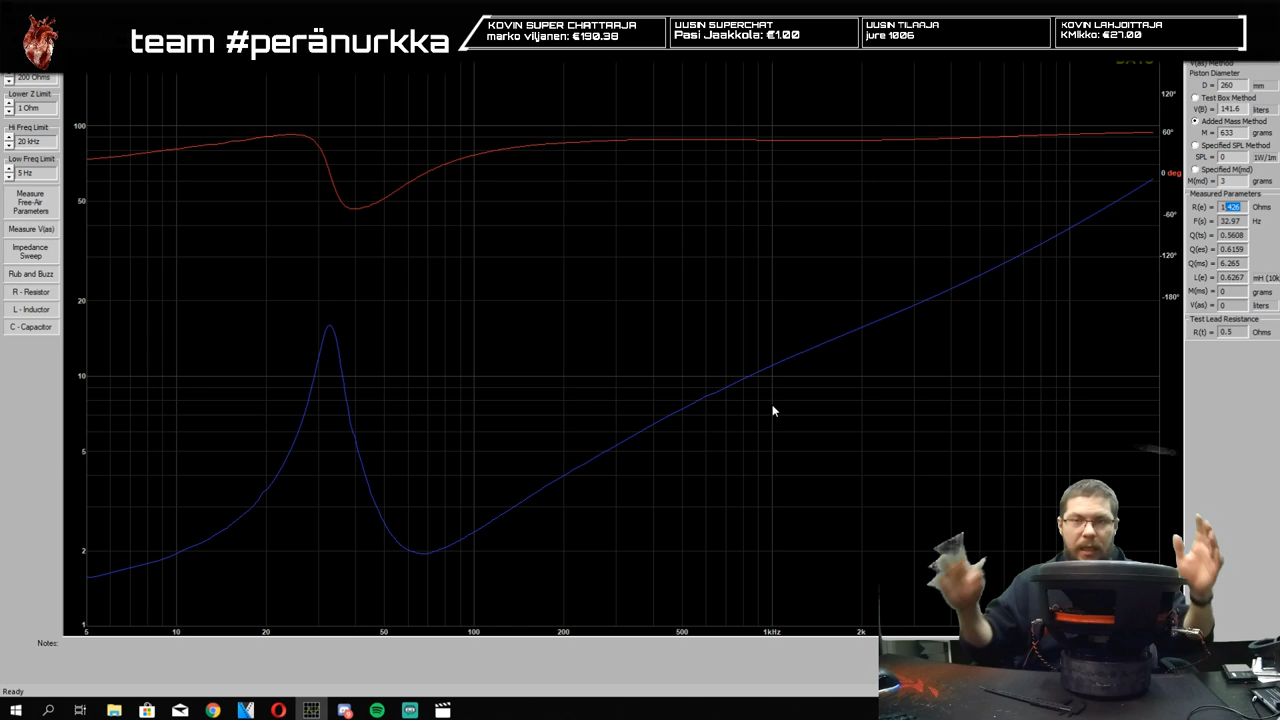 team #peränurkka
KOVIN SUPER CHATTAAJA
marko viljanen: €190.38
UUSIN SUPERCHAT
Pasi Jaakkola: €1.00
UUSIN TILAAJA
jure 1006
KOVIN LAHJOITTAJA
KMikko: €27.00
200 Ohms
Lower Z Limit
1 Ohm
Hi Freq Limit
20 kHz
Low Freq Limit
5 Hz
Measure
Free-Air
Parameters
Measure V(as)
Impedance
Sweep
Rub and Buzz
R - Resistor
L - Inductor
C - Capacitor
100
50
20
10
5
2
1
5 10 20 50 100 200 500 1kHz 2k
120°
60°
0 deg
-60°
-120°
-180°
V(as) Method
Piston Diameter
D = 260 mm
Test Box Method
V(B) = 141.6 liters
Added Mass Method
M = 633 grams
Specified SPL Method
SPL = 0 1W/1m
Specified M(md)
M(md) = 3 grams
Measured Parameters
R(e) = 1.426 Ohms
F(s) = 32.97 Hz
Q(ts) = 0.5608
Q(es) = 0.6159
Q(ms) = 6.265
L(e) = 0.6267 mH (10k
M(ms) = 0 grams
V(as) = 0 liters
Test Lead Resistance
R(t) = 0.5 Ohms
Notes:
Ready